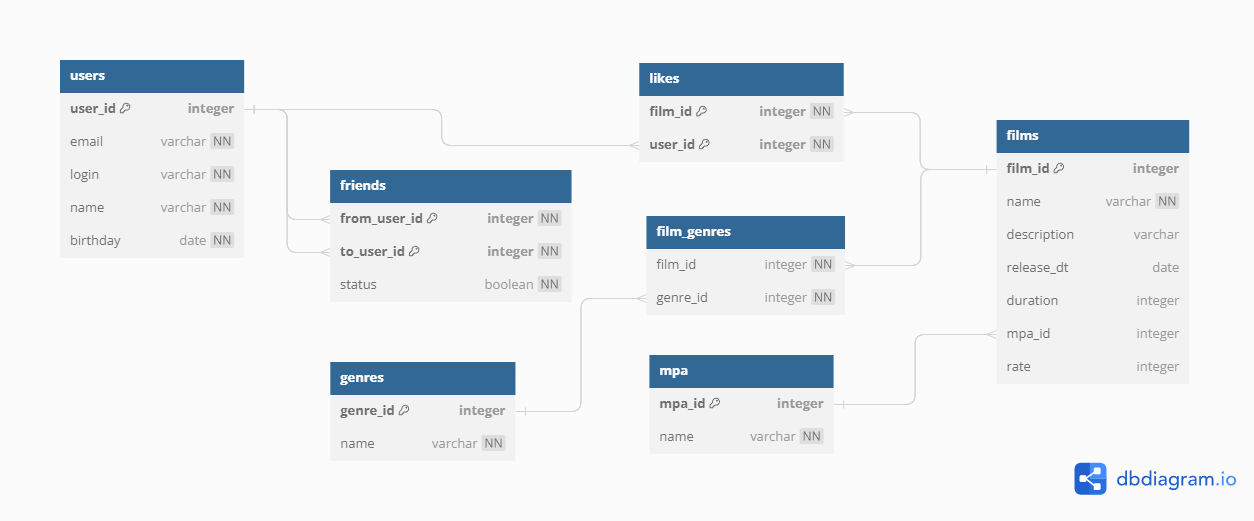 users
user_id integer
email varchar NN
login varchar NN
name varchar NN
birthday date NN
friends
from_user_id integer NN
to_user_id integer NN
status boolean NN
genres
genre_id integer
name varchar NN
likes
film_id integer NN
user_id integer NN
film_genres
film_id integer NN
genre_id integer NN
mpa
mpa_id integer
name varchar NN
films
film_id integer
name varchar NN
description varchar
release_dt date
duration integer
mpa_id integer
rate integer
dbdiagram.io